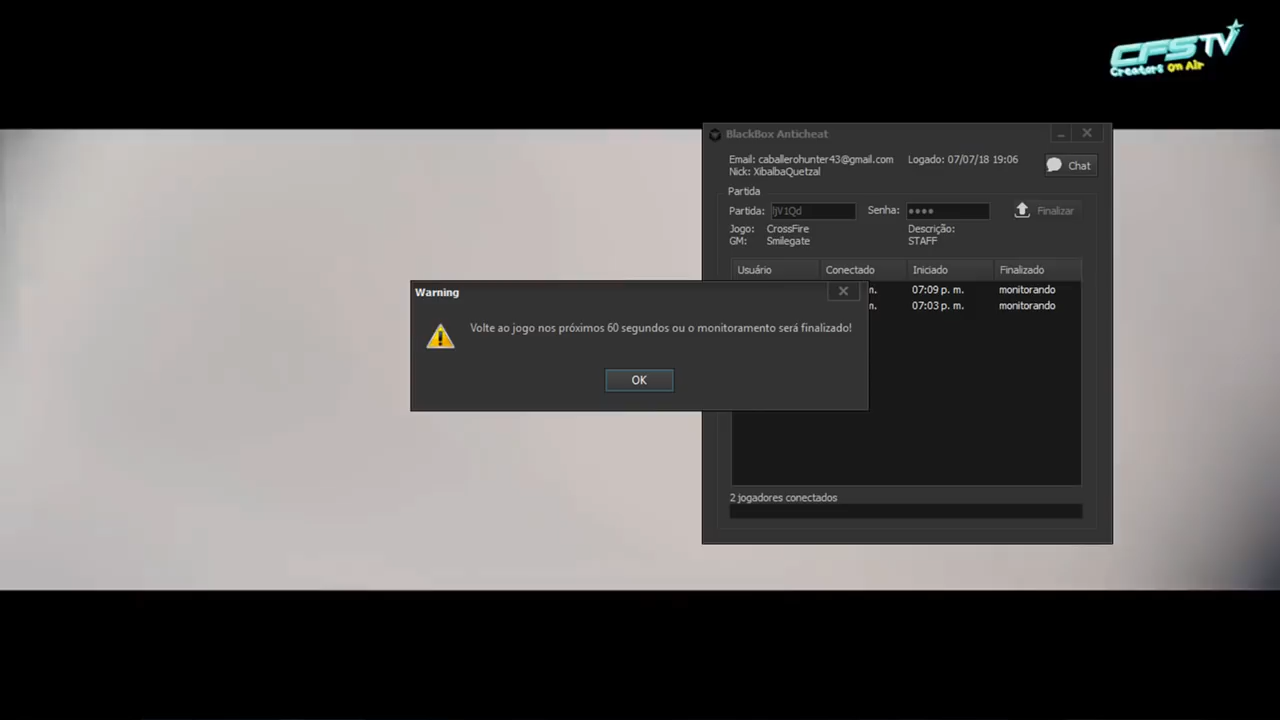 CFSTV
Creators On Air
BlackBox Anticheat
Email: caballerohunter43@gmail.com
Logado: 07/07/18 19:06
Nick: XibalbaQuetzal
Chat
Partida
Partida:
Senha: ●●●●
Finalizar
Jogo: CrossFire
Descrição:
GM: Smilegate
STAFF
Usuário Conectado Iniciado Finalizado
m. 07:09 p. m. monitorando
m. 07:03 p. m. monitorando
Warning
Volte ao jogo nos próximos 60 segundos ou o monitoramento será finalizado!
OK
2 jogadores conectados